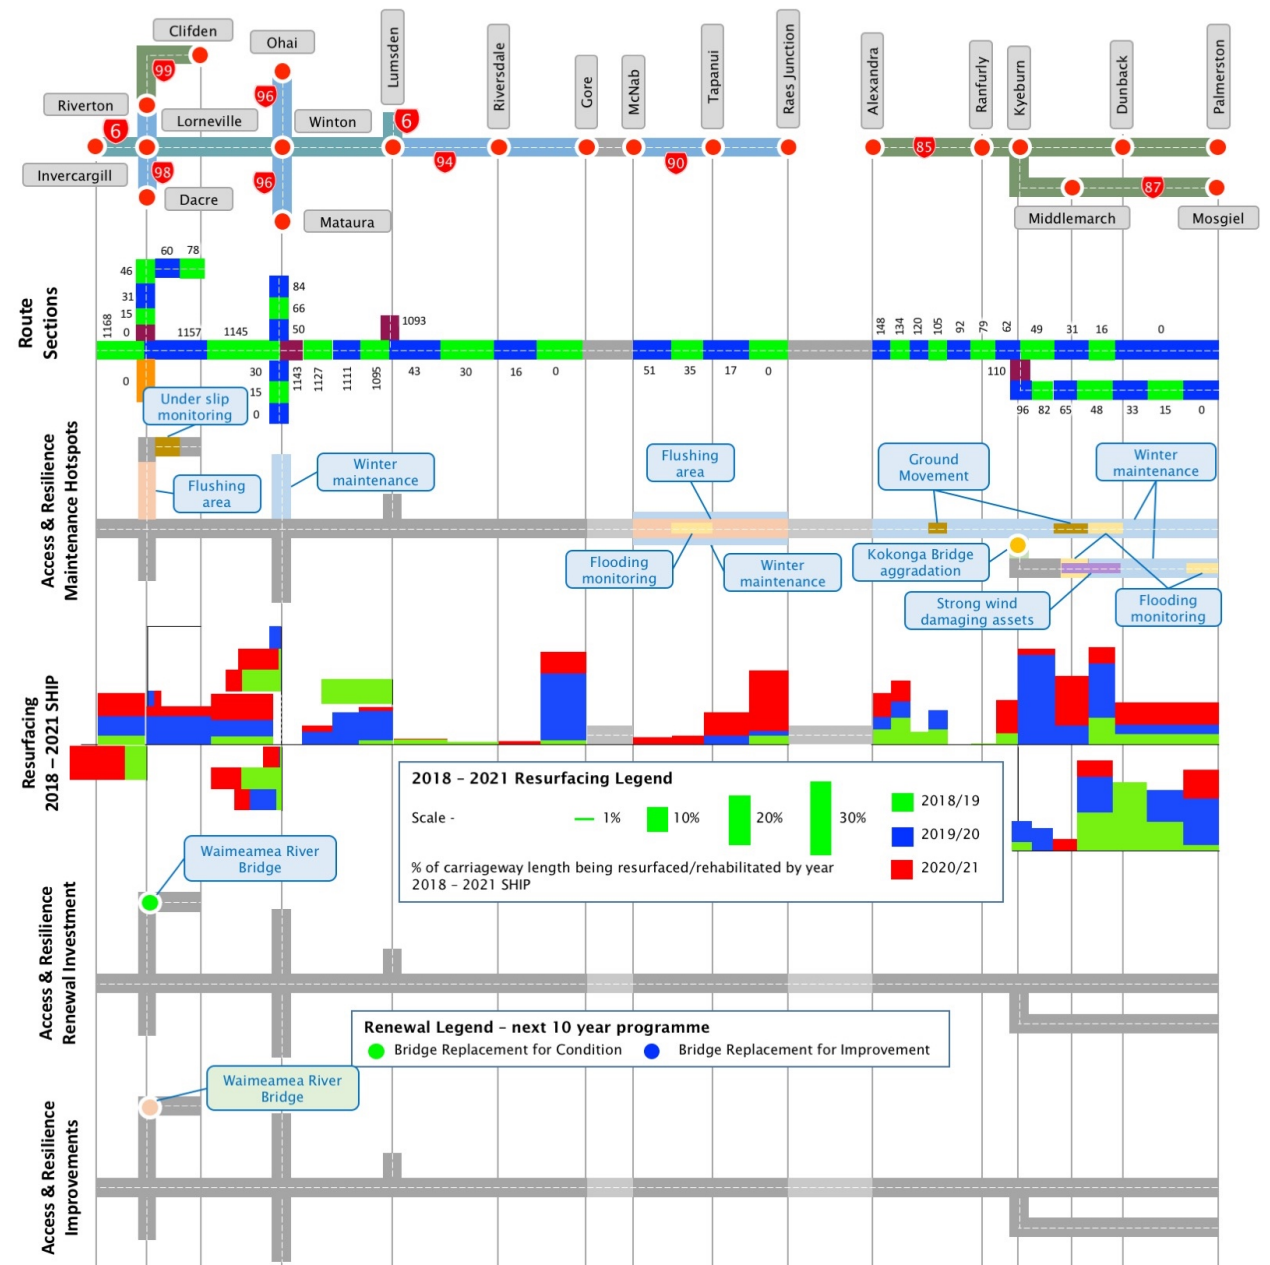 Clifden
Ohai
Lumsden
Riversdale
Gore
McNab
Tapanui
Raes Junction
Alexandra
Ranfurly
Kyeburn
Dunback
Palmerston
99
96
Riverton
6
Lorneville
Winton
6
94
90
85
Invercargill
98
96
87
Dacre
Mataura
Middlemarch
Mosgiel
Route
Sections
60 78
46
31
15
0
1168
1157 1145
84
66
50
1093
148 134 120 105 92 79 62 49 31 16 0
0
30
15
0
1143 1127 1111 1095 43 30 16 0 51 35 17 0
110
96 82 65 48 33 15 0
Access & Resilience
Maintenance Hotspots
Under slip
monitoring
Flushing
area
Winter
maintenance
Flushing
area
Flooding
monitoring
Winter
maintenance
Ground
Movement
Winter
maintenance
Kokonga Bridge
aggradation
Strong wind
damaging assets
Flooding
monitoring
Resurfacing
2018 – 2021 SHIP
2018 – 2021 Resurfacing Legend
Scale - 1% 10% 20% 30%
2018/19
2019/20
2020/21
% of carriageway length being resurfaced/rehabilitated by year
2018 – 2021 SHIP
Access & Resilience
Renewal Investment
Waimeamea River
Bridge
Renewal Legend – next 10 year programme
Bridge Replacement for Condition Bridge Replacement for Improvement
Access & Resilience
Improvements
Waimeamea River
Bridge